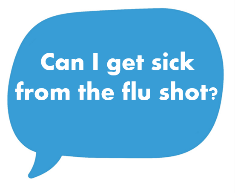 Can I get sick
from the flu shot?